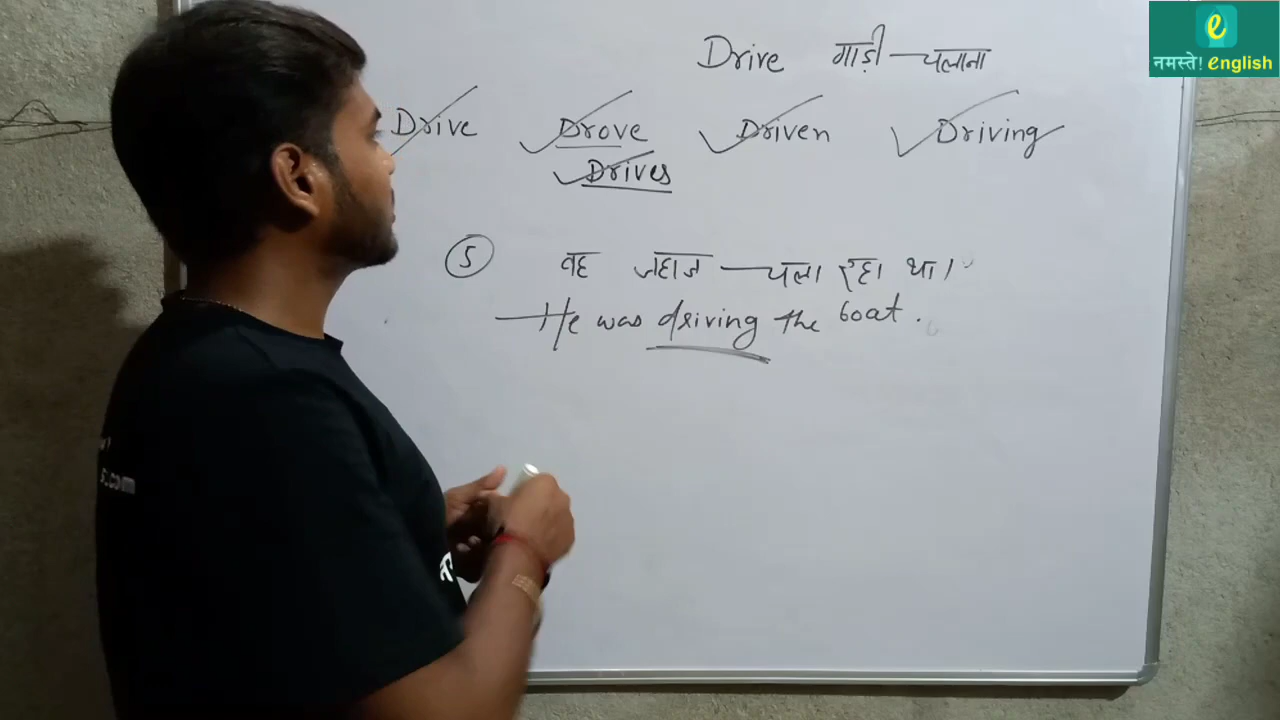 e
नमस्ते! english
Drive गाड़ी चलाना
Drive Drove Driven Driving
Drives
5 वह जहाज चला रहा था।
He was driving the boat.
.com